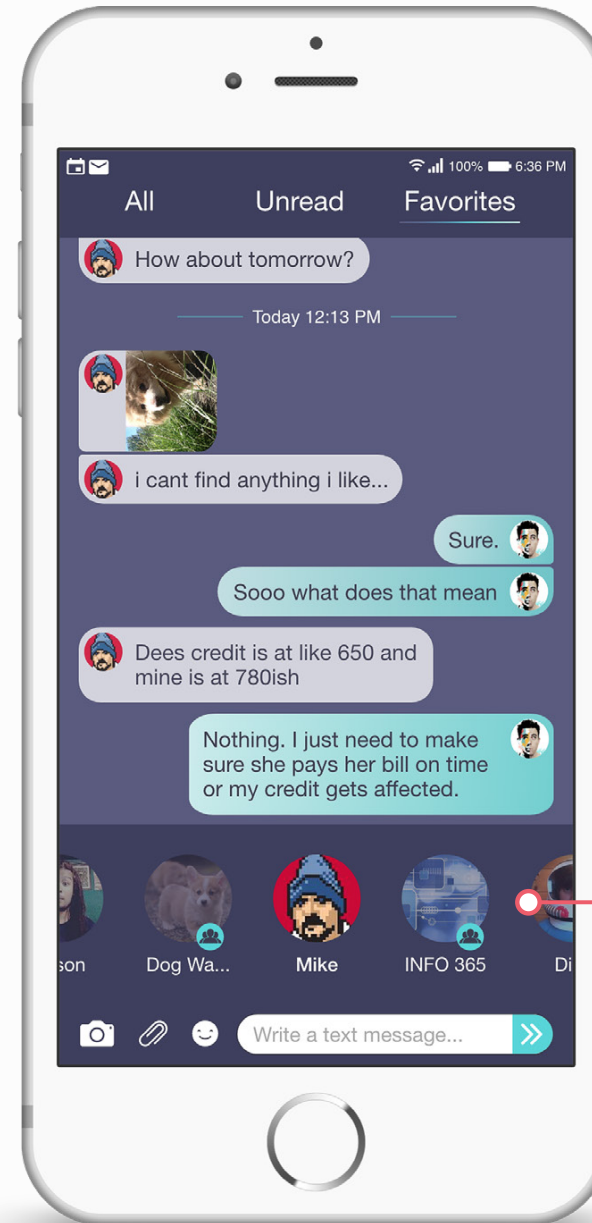 100% 6:36 PM
All Unread Favorites
How about tomorrow?
Today 12:13 PM
i cant find anything i like...
Sure.
Sooo what does that mean
Dees credit is at like 650 and
mine is at 780ish
Nothing. I just need to make
sure she pays her bill on time
or my credit gets affected.
son Dog Wa... Mike INFO 365 Di
Write a text message...